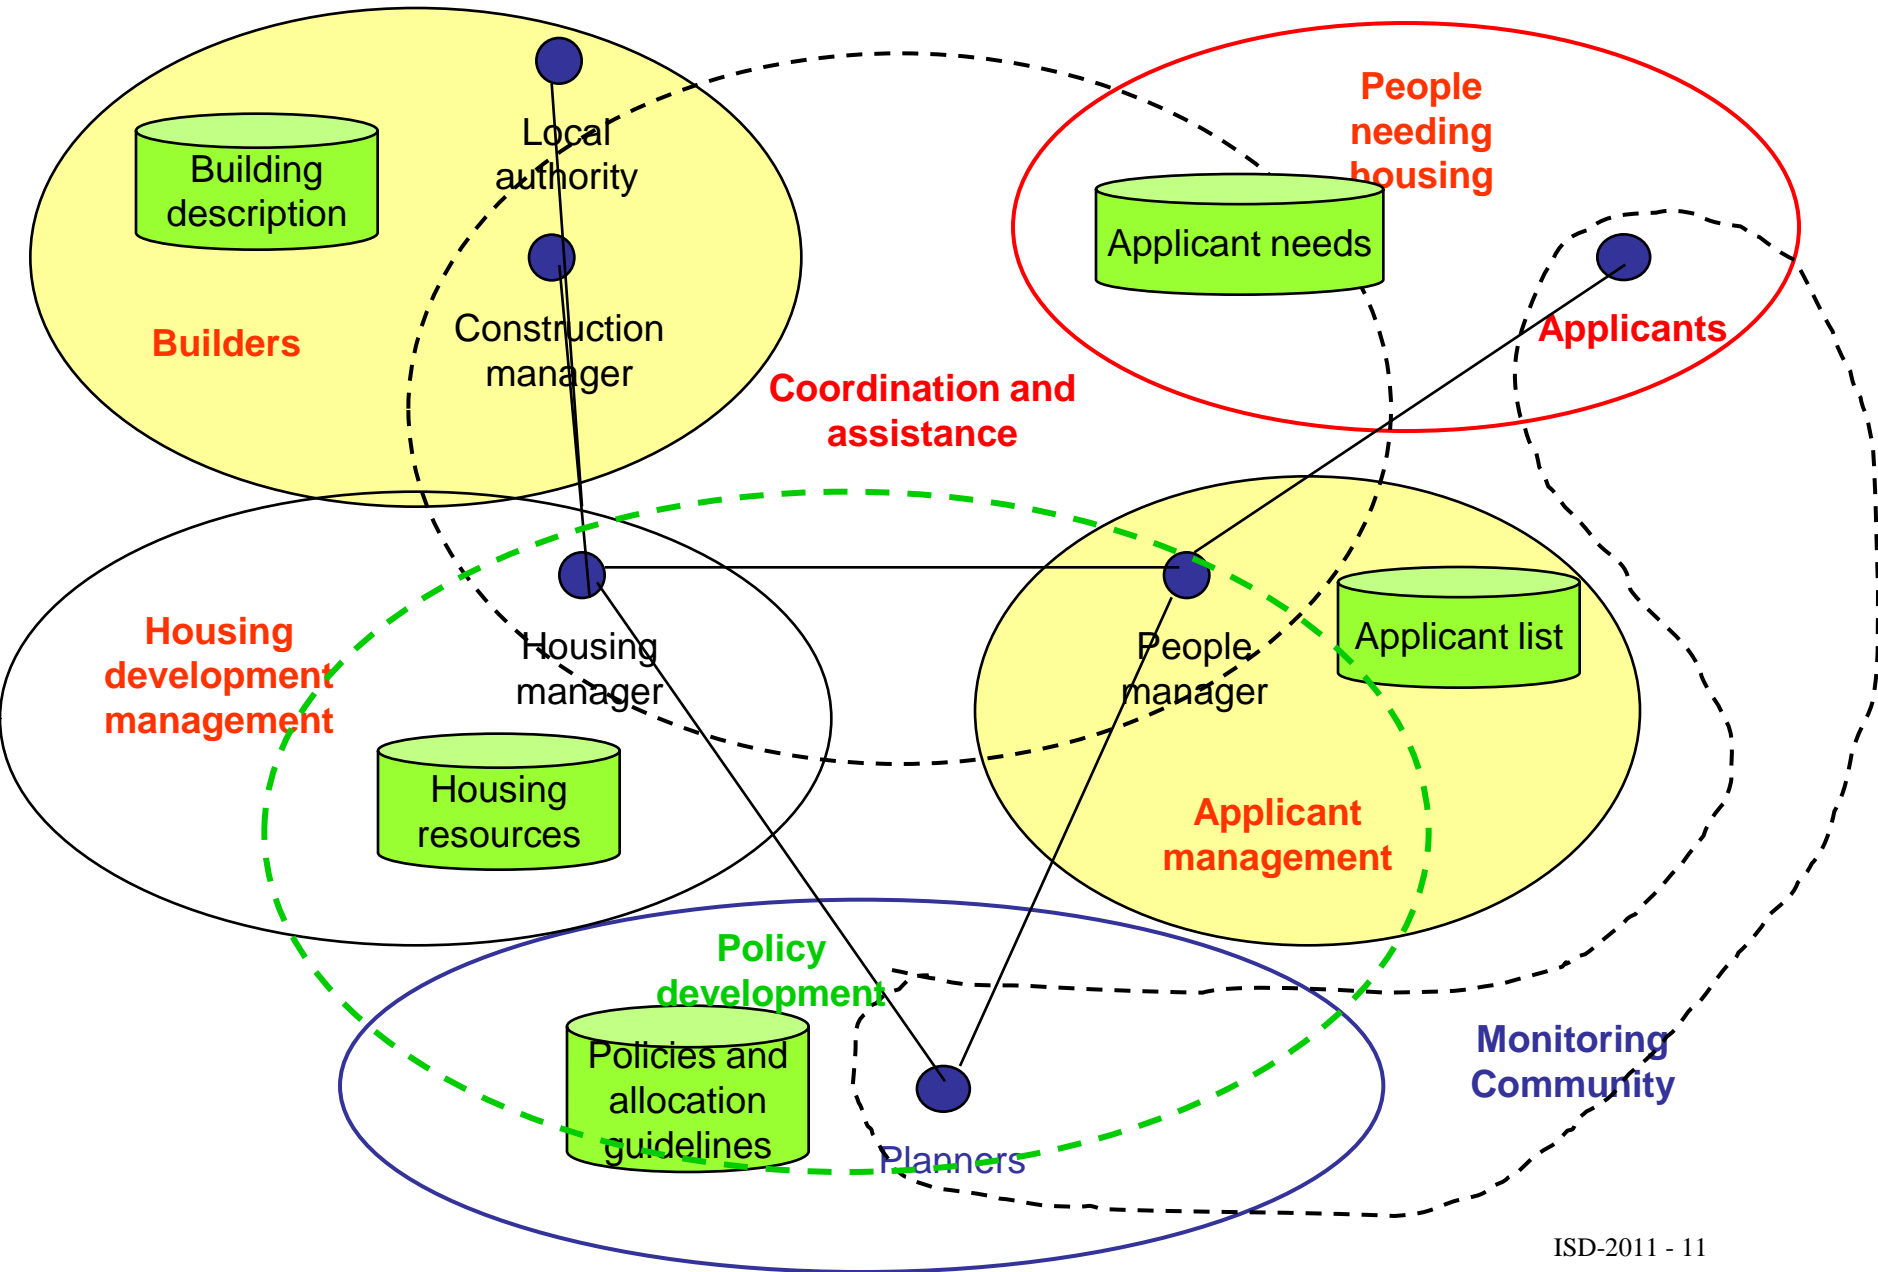 Local
authority
Building
description
Construction
manager
Builders
People
needing
housing
Applicant needs
Applicants
Coordination and
assistance
Housing
development
management
Housing
manager
Housing
resources
People
manager
Applicant list
Applicant
management
Policy
development
Policies and
allocation
guidelines
Planners
Monitoring
Community
ISD-2011 - 11